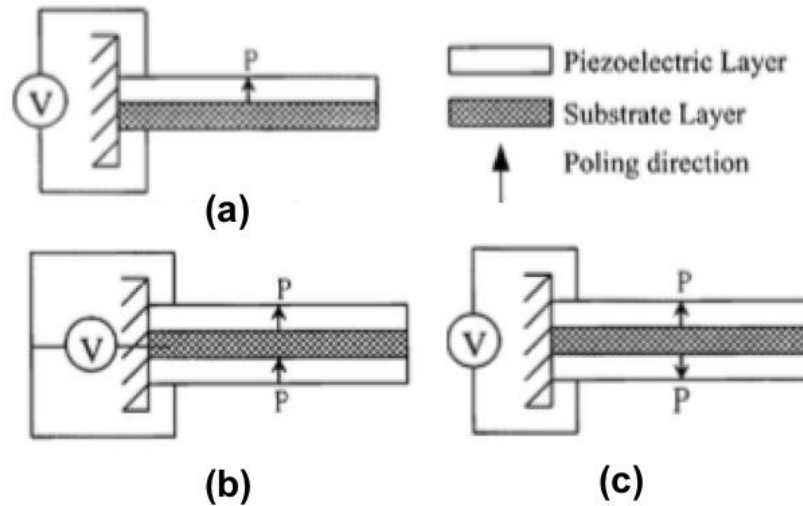 P
V
Piezoelectric Layer
Substrate Layer
Poling direction
(a)
P
V
P
(b)
P
V
P
(c)